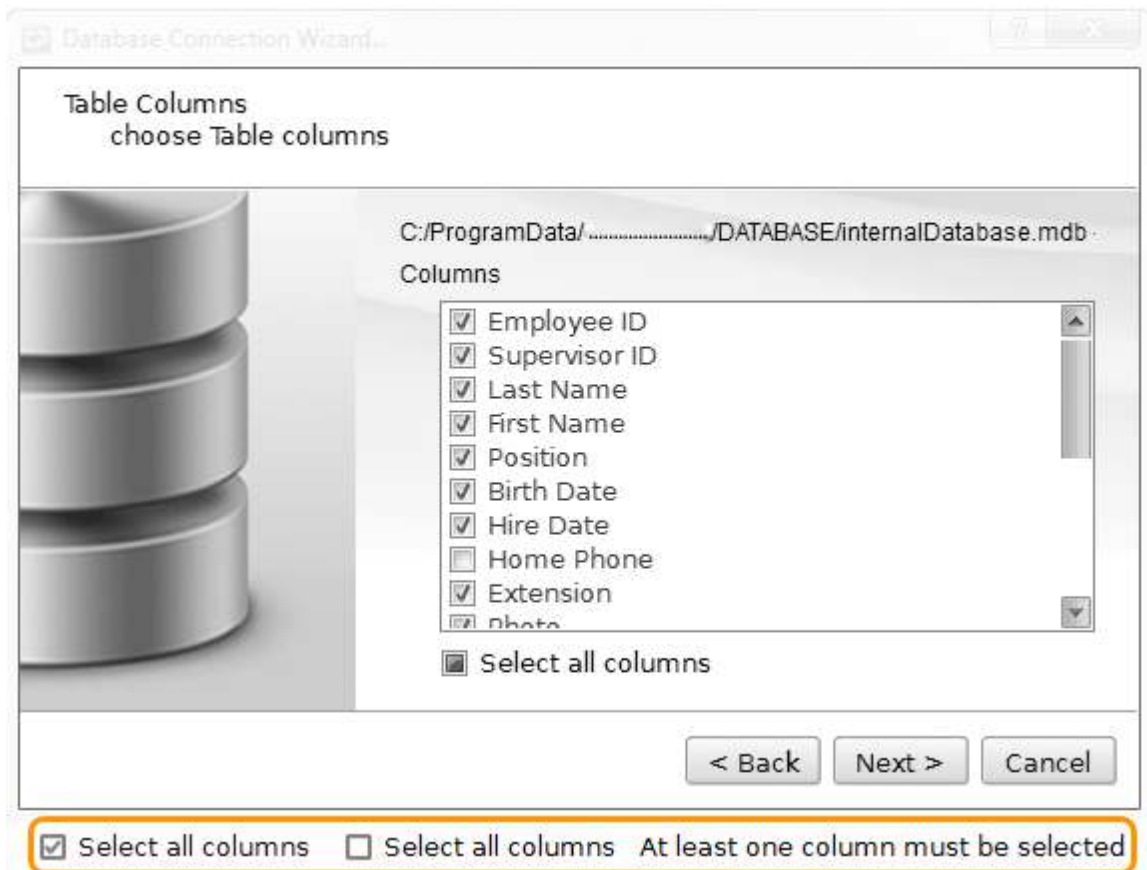 Database Connection Wizard...
Table Columns
choose Table columns
C:/ProgramData/........................./DATABASE/internalDatabase.mdb
Columns
Employee ID
Supervisor ID
Last Name
First Name
Position
Birth Date
Hire Date
Home Phone
Extension
Photo
Select all columns
< Back Next > Cancel
Select all columns Select all columns At least one column must be selected